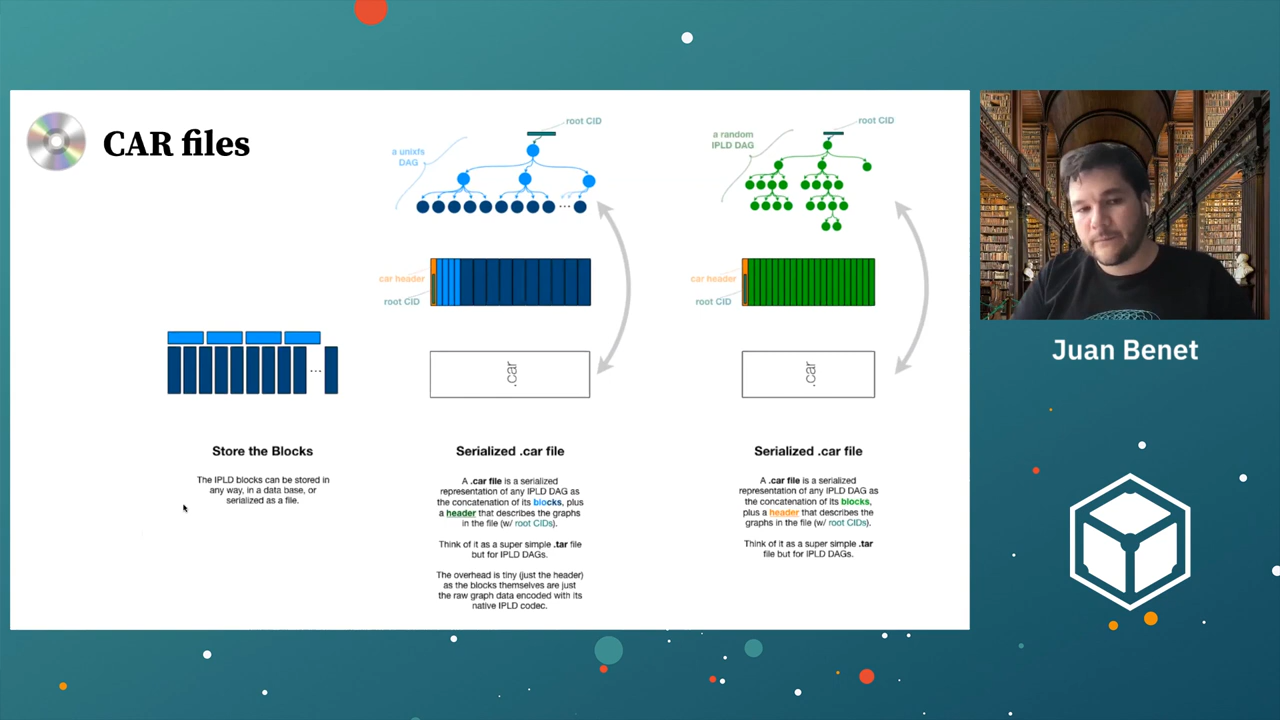 CAR files
root CID
a unixfs
DAG
car header
root CID
.car
root CID
a random
IPLD DAG
car header
root CID
.car
...
...
Store the Blocks
The IPLD blocks can be stored in
any way, in a data base, or
serialized as a file.
Serialized .car file
A .car file is a serialized
representation of any IPLD DAG as
the concatenation of its blocks, plus
a header that describes the graphs
in the file (w/ root CIDs).
Think of it as a super simple .tar file
but for IPLD DAGs.
The overhead is tiny (just the header)
as the blocks themselves are just
the raw graph data encoded with its
native IPLD codec.
Serialized .car file
A .car file is a serialized
representation of any IPLD DAG as
the concatenation of its blocks,
plus a header that describes the
graphs in the file (w/ root CIDs).
Think of it as a super simple .tar
file but for IPLD DAGs.
Juan Benet